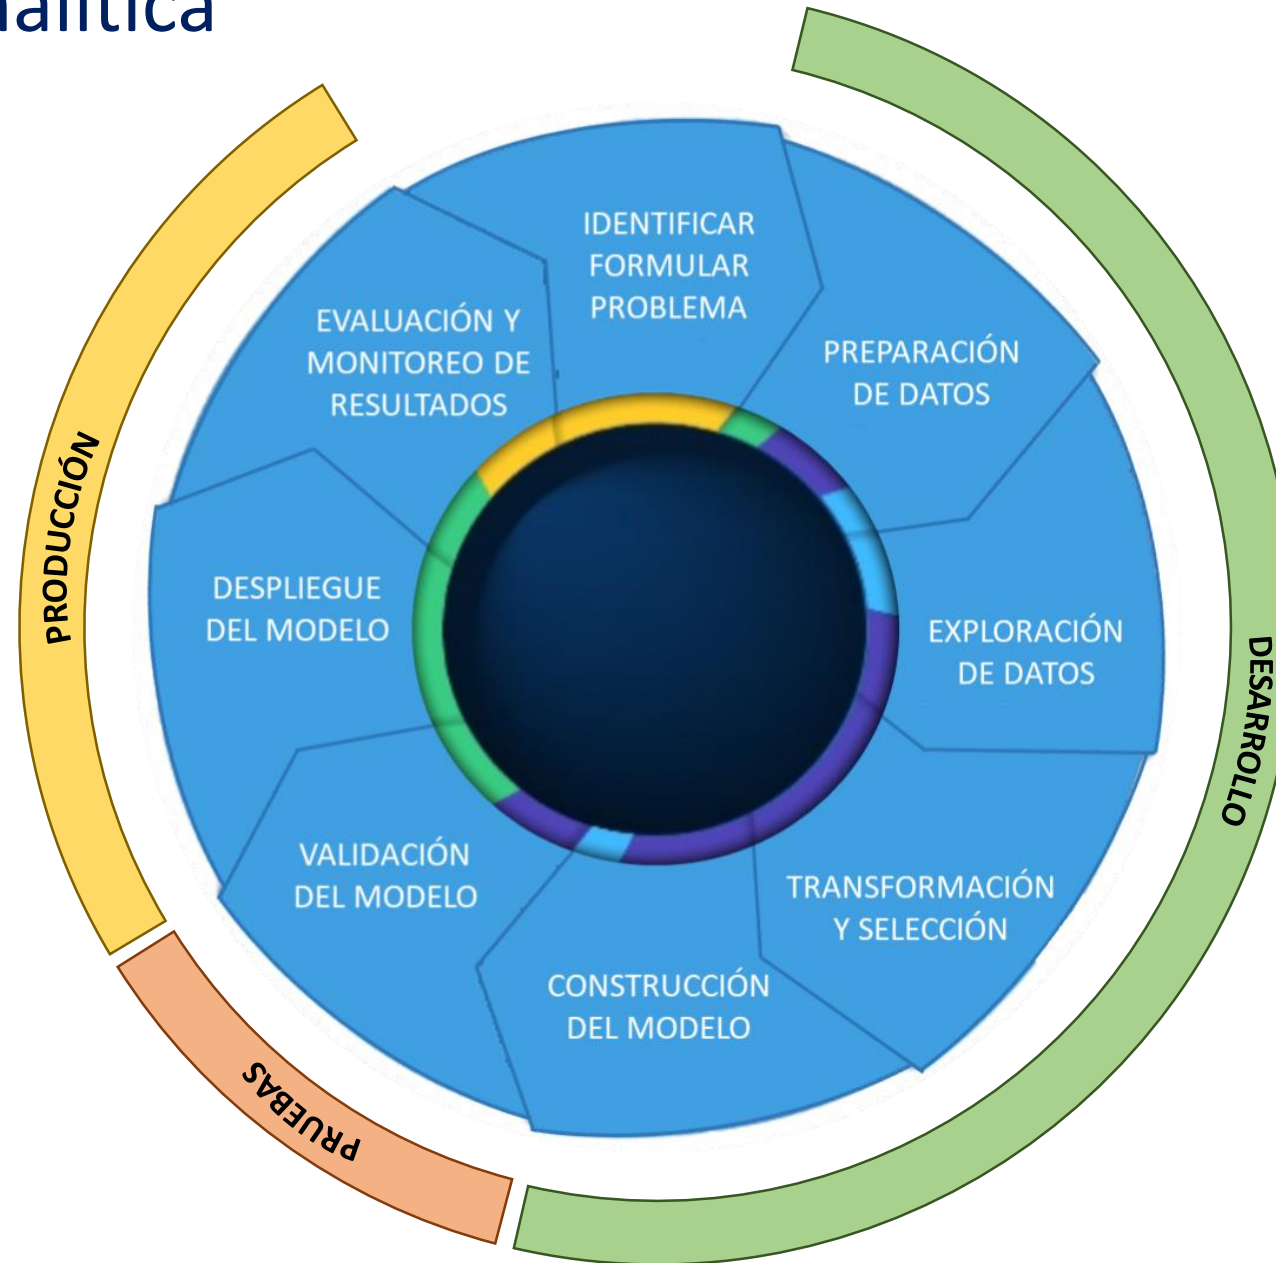 nalítica
IDENTIFICAR
FORMULAR
PROBLEMA
PREPARACIÓN
DE DATOS
EXPLORACIÓN
DE DATOS
TRANSFORMACIÓN
Y SELECCIÓN
CONSTRUCCIÓN
DEL MODELO
VALIDACIÓN
DEL MODELO
DESPLIEGUE
DEL MODELO
EVALUACIÓN Y
MONITOREO DE
RESULTADOS
DESARROLLO
PRUEBAS
PRODUCCIÓN